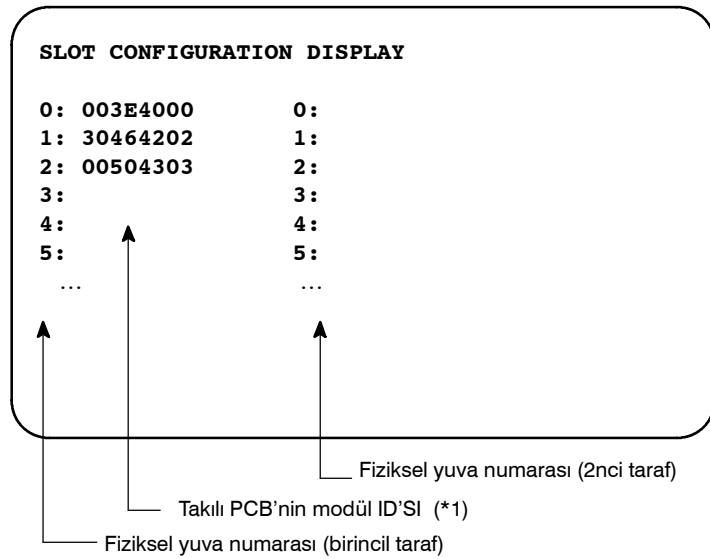 SLOT CONFIGURATION DISPLAY
0: 003E4000 0:
1: 30464202 1:
2: 00504303 2:
3: 3:
4: 4:
5: 5:
... ...
Fiziksel yuva numarası (2nci taraf)
Takılı PCB'nin modül ID'SI (*1)
Fiziksel yuva numarası (birincil taraf)